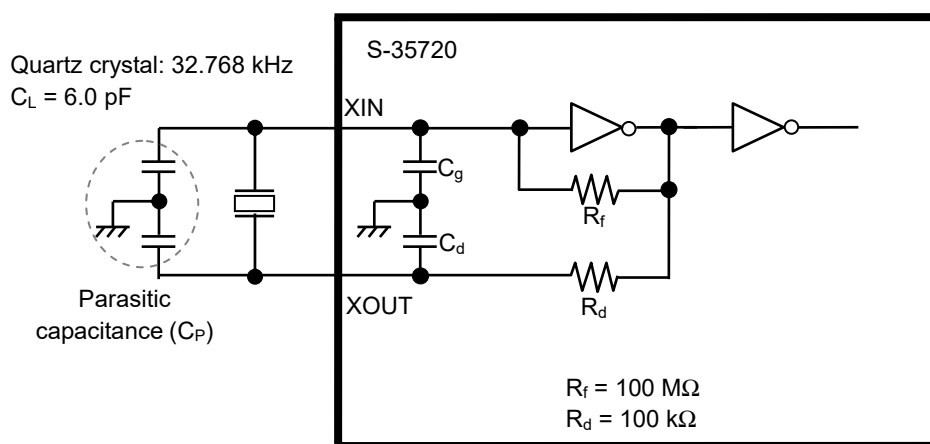 S-35720
Quartz crystal: 32.768 kHz
C_L = 6.0 pF
XIN
C_g
R_f
C_d
XOUT
R_d
Parasitic
capacitance (C_P)
R_f = 100 MΩ
R_d = 100 kΩ